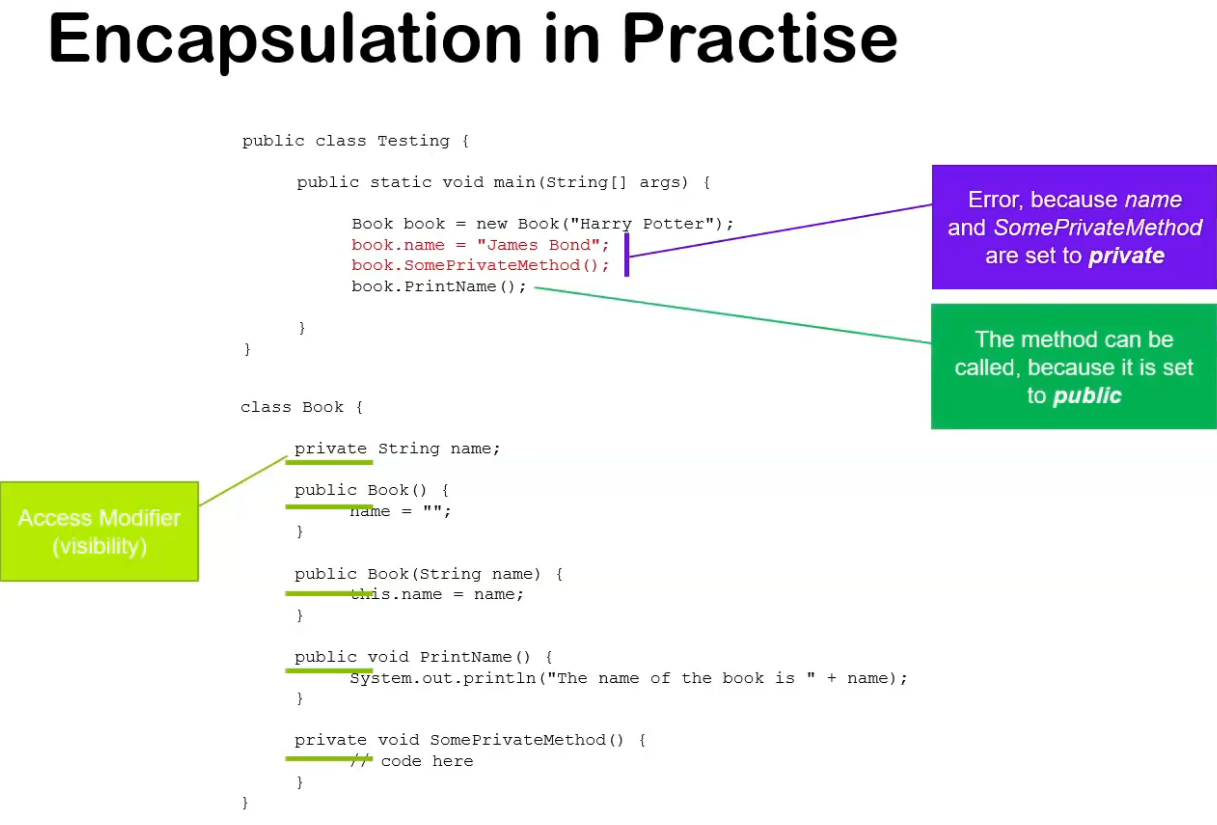 Encapsulation in Practise
public class Testing {
public static void main(String[] args) {
Book book = new Book("Harry Potter");
book.name = "James Bond";
book.SomePrivateMethod();
book.PrintName();
}
}
Error, because name
and SomePrivateMethod
are set to private
The method can be
called, because it is set
to public
class Book {
private String name;
public Book() {
name = "";
}
public Book(String name) {
this.name = name;
}
public void PrintName() {
System.out.println("The name of the book is " + name);
}
private void SomePrivateMethod() {
// code here
}
}
Access Modifier
(visibility)